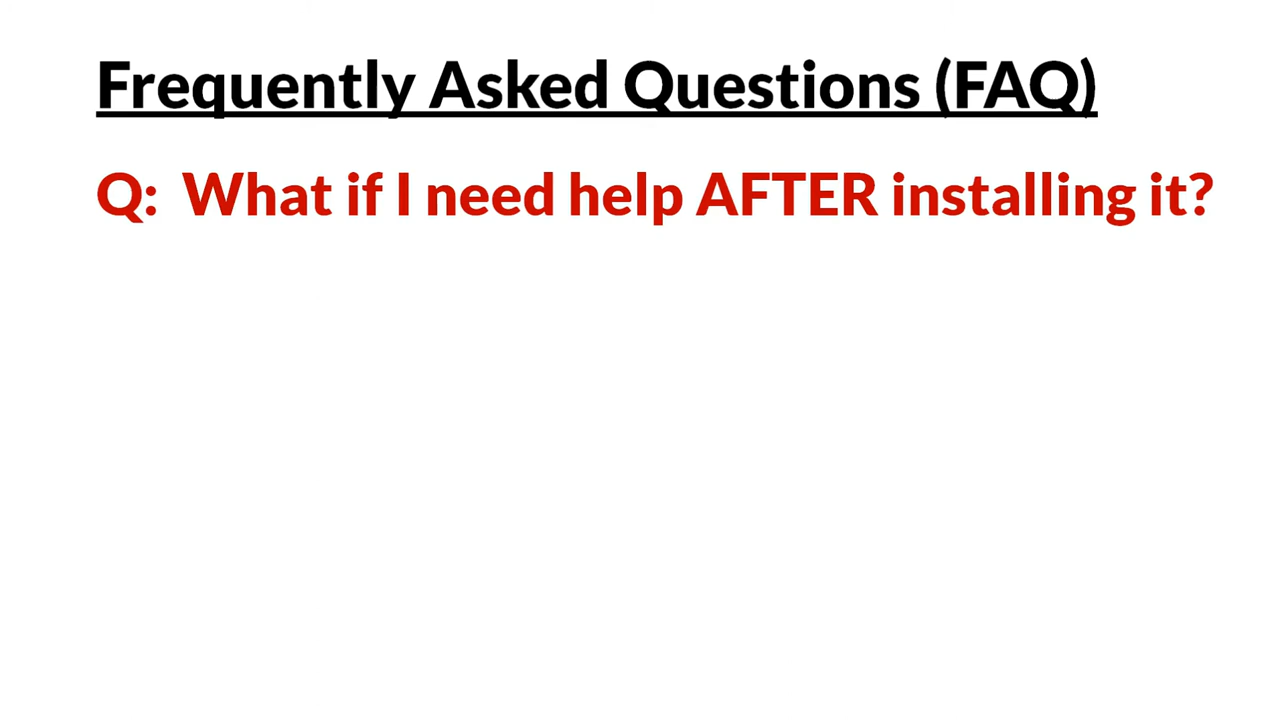 Frequently Asked Questions (FAQ)
Q:  What if I need help AFTER installing it?